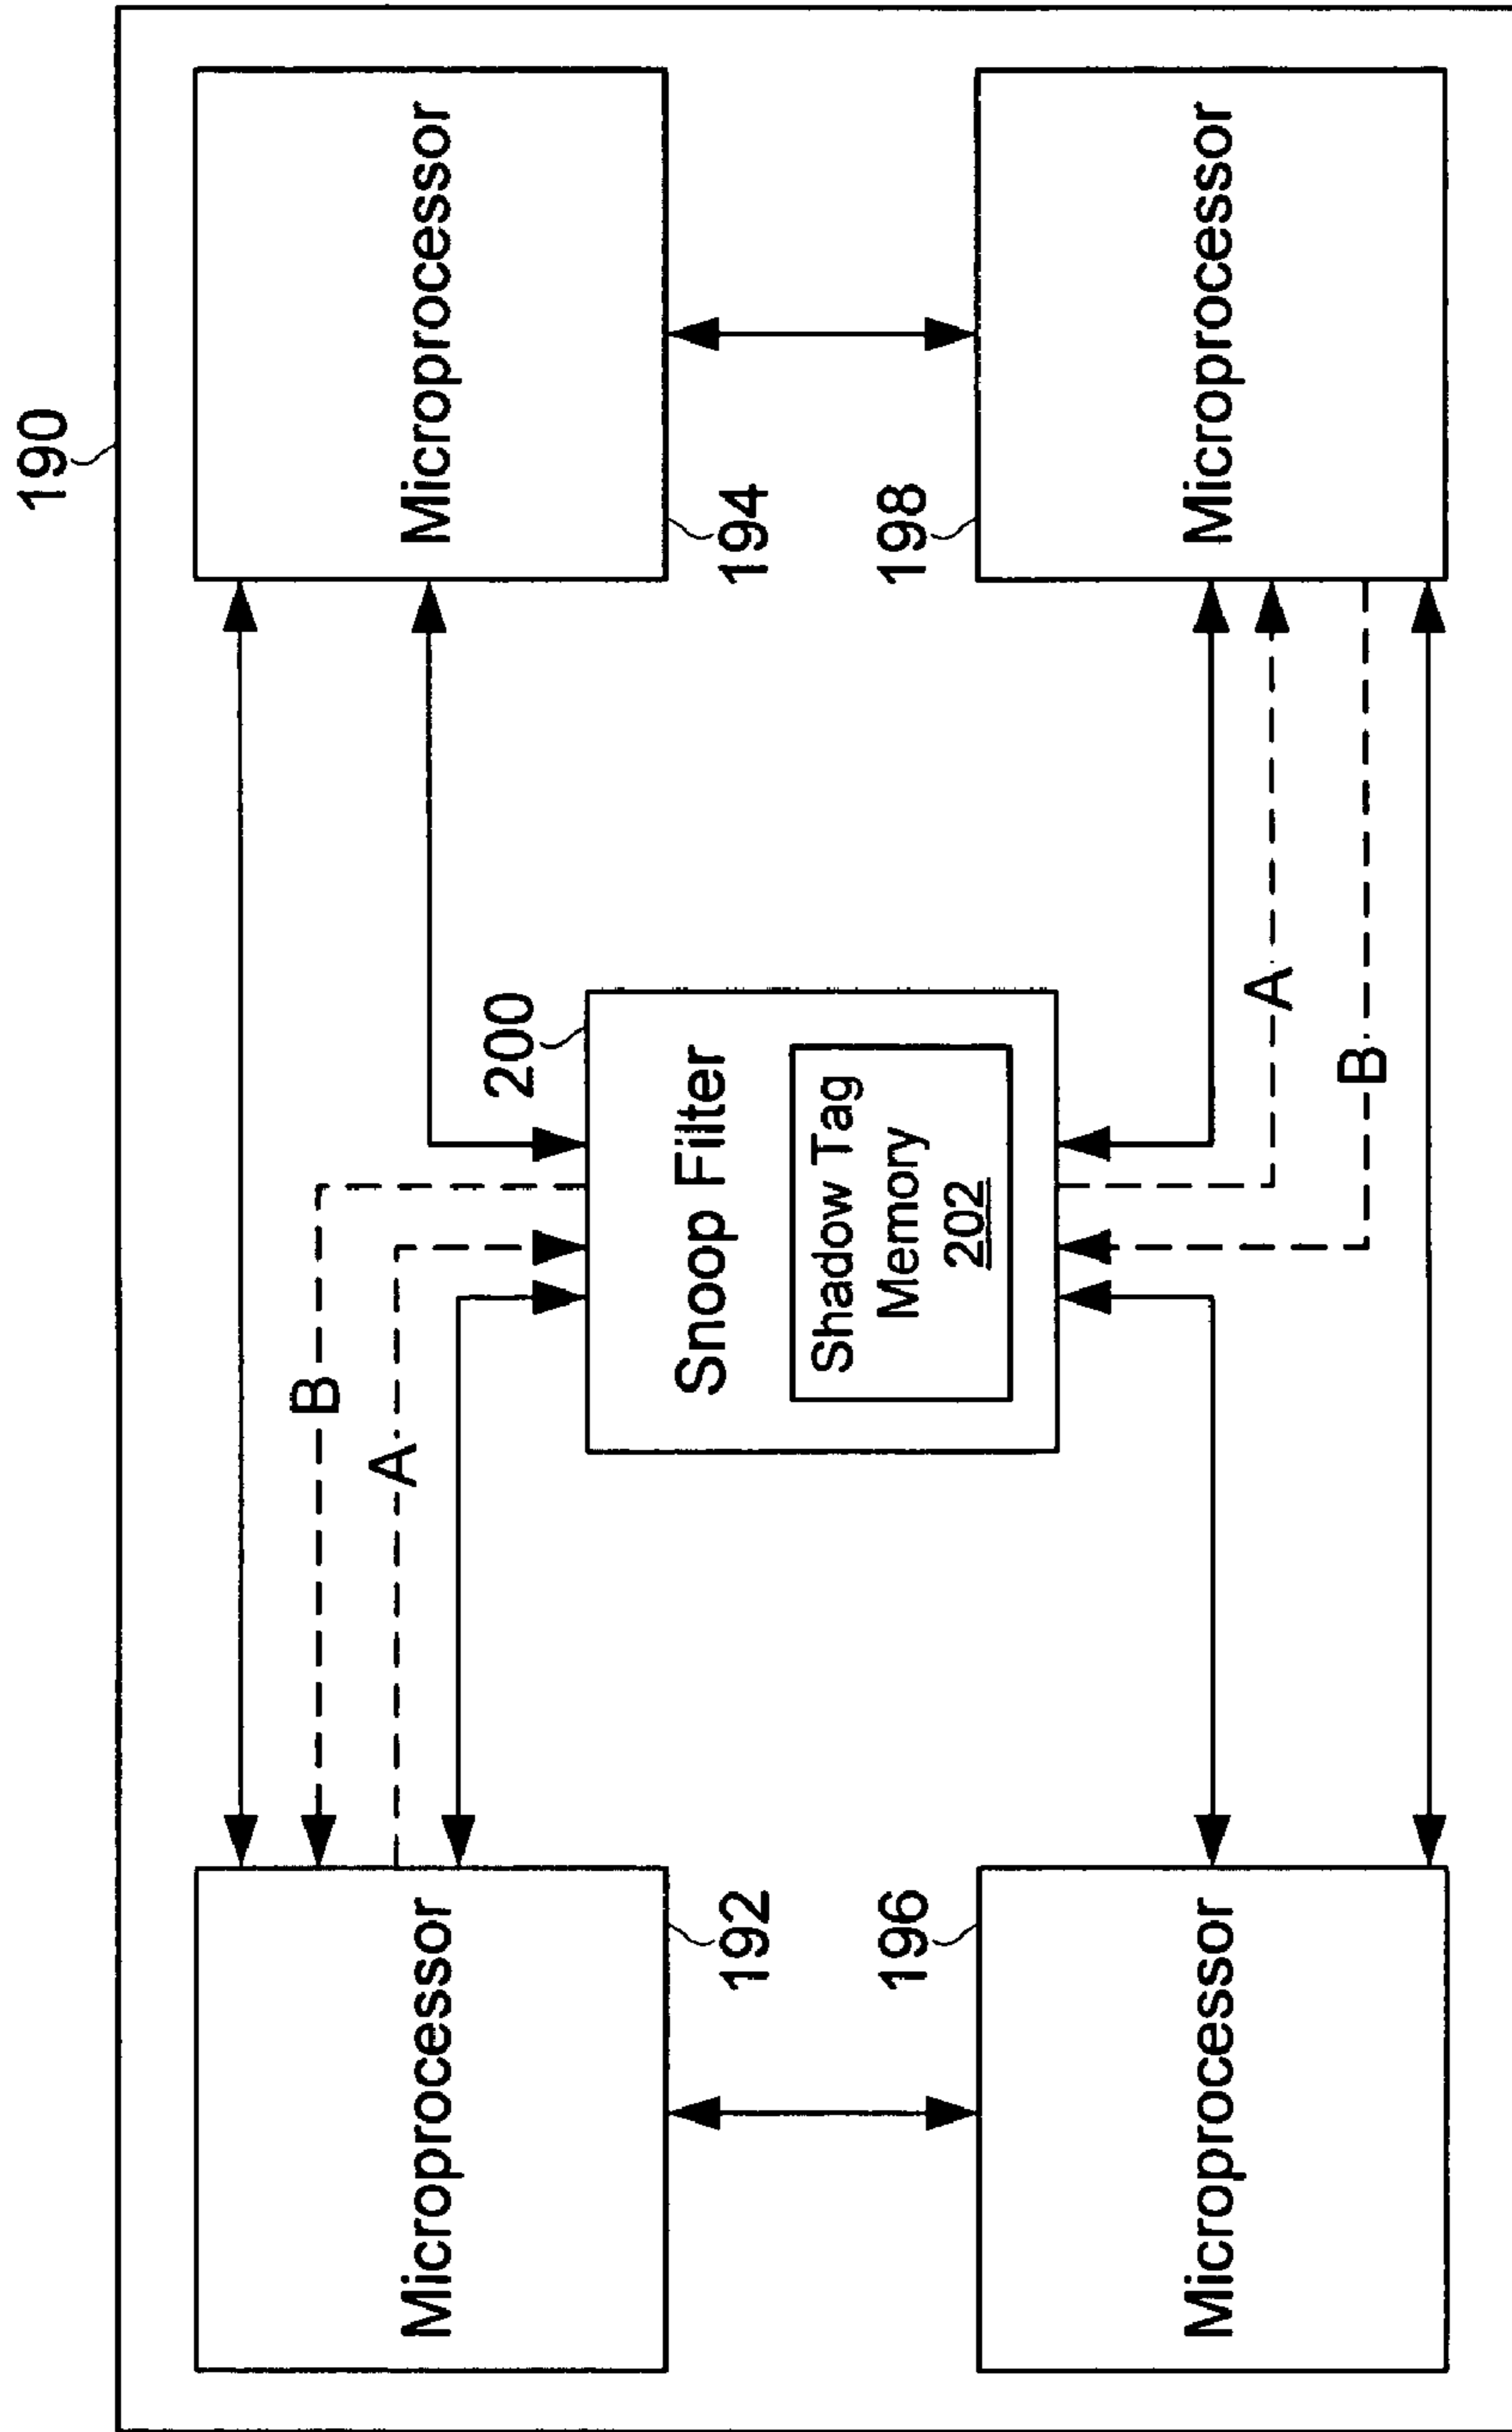 190
Microprocessor
Microprocessor
192
194
B
A
200
Snoop Filter
Shadow Tag
Memory
202
196
198
Microprocessor
Microprocessor
A
B